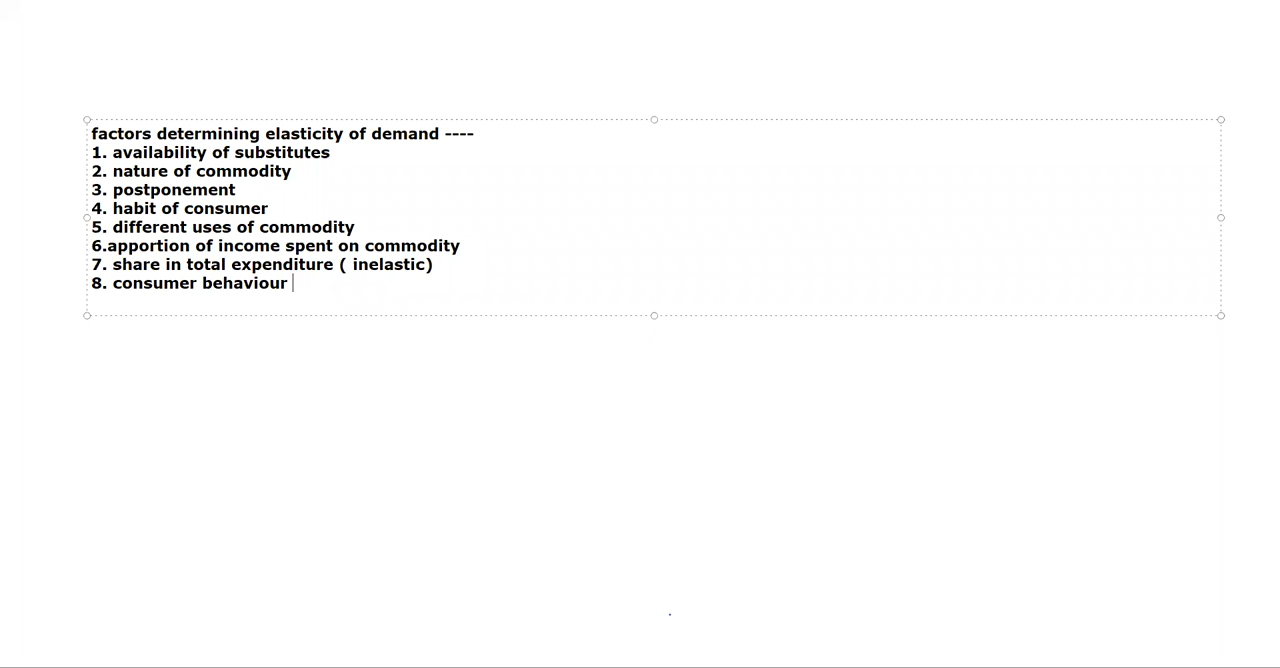 factors determining elasticity of demand ----
1. availability of substitutes
2. nature of commodity
3. postponement
4. habit of consumer
5. different uses of commodity
6.apportion of income spent on commodity
7. share in total expenditure ( inelastic)
8. consumer behaviour